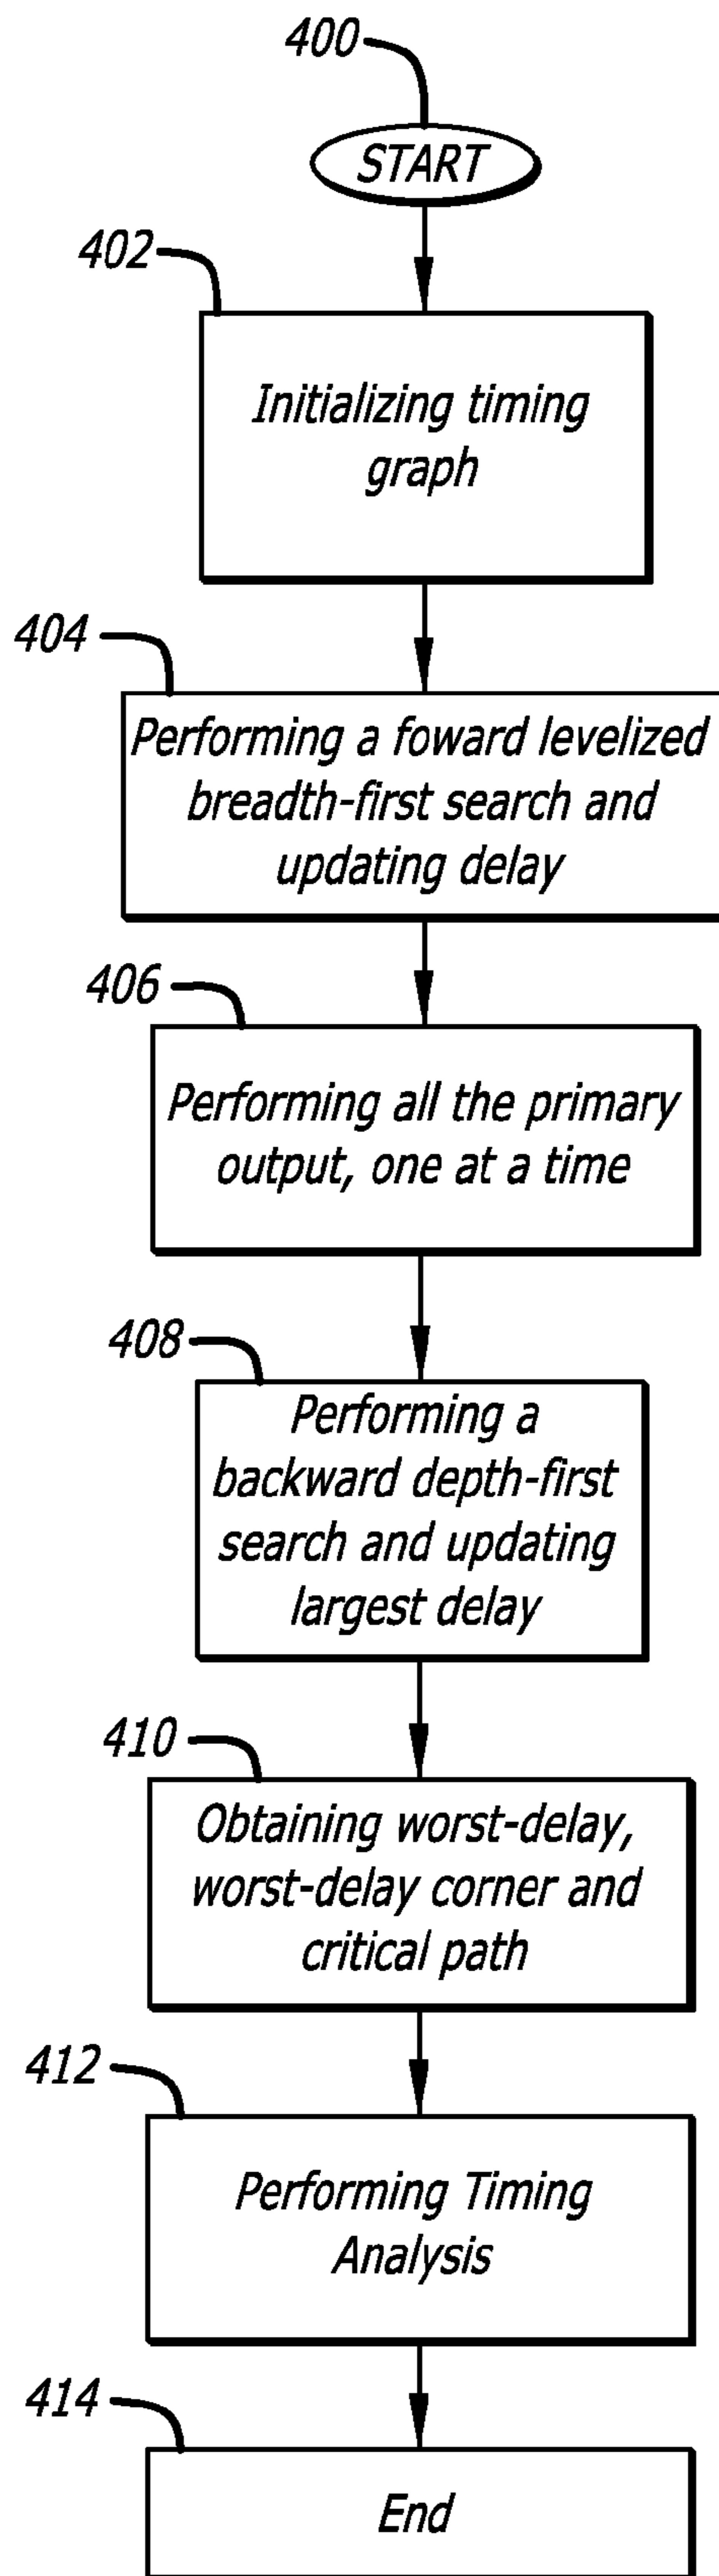 400
START
402
Initializing timing
graph
404
Performing a foward levelized
breadth-first search and
updating delay
406
Performing all the primary
output, one at a time
408
Performing a
backward depth-first
search and updating
largest delay
410
Obtaining worst-delay,
worst-delay corner and
critical path
412
Performing Timing
Analysis
414
End